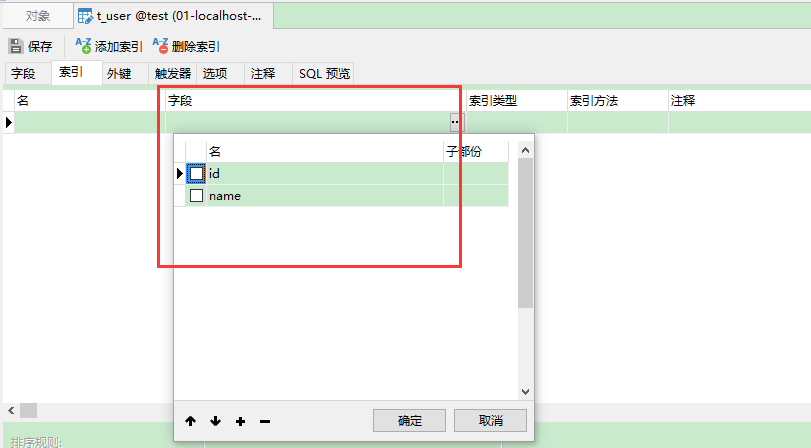 对象 t_user @test (01-localhost-...
保存 添加索引 删除索引
字段 索引 外键 触发器 选项 注释 SQL 预览
名 字段 索引类型 索引方法 注释
名 子部份
id
name
确定 取消
排序规则: